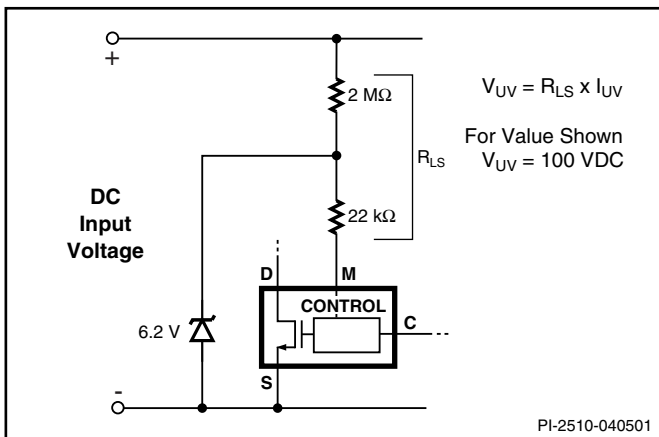 +
2 MΩ
V_UV = R_LS x I_UV
For Value Shown
V_UV = 100 VDC
R_LS
DC
Input
Voltage
22 kΩ
D
M
CONTROL
C
6.2 V
S
-
PI-2510-040501